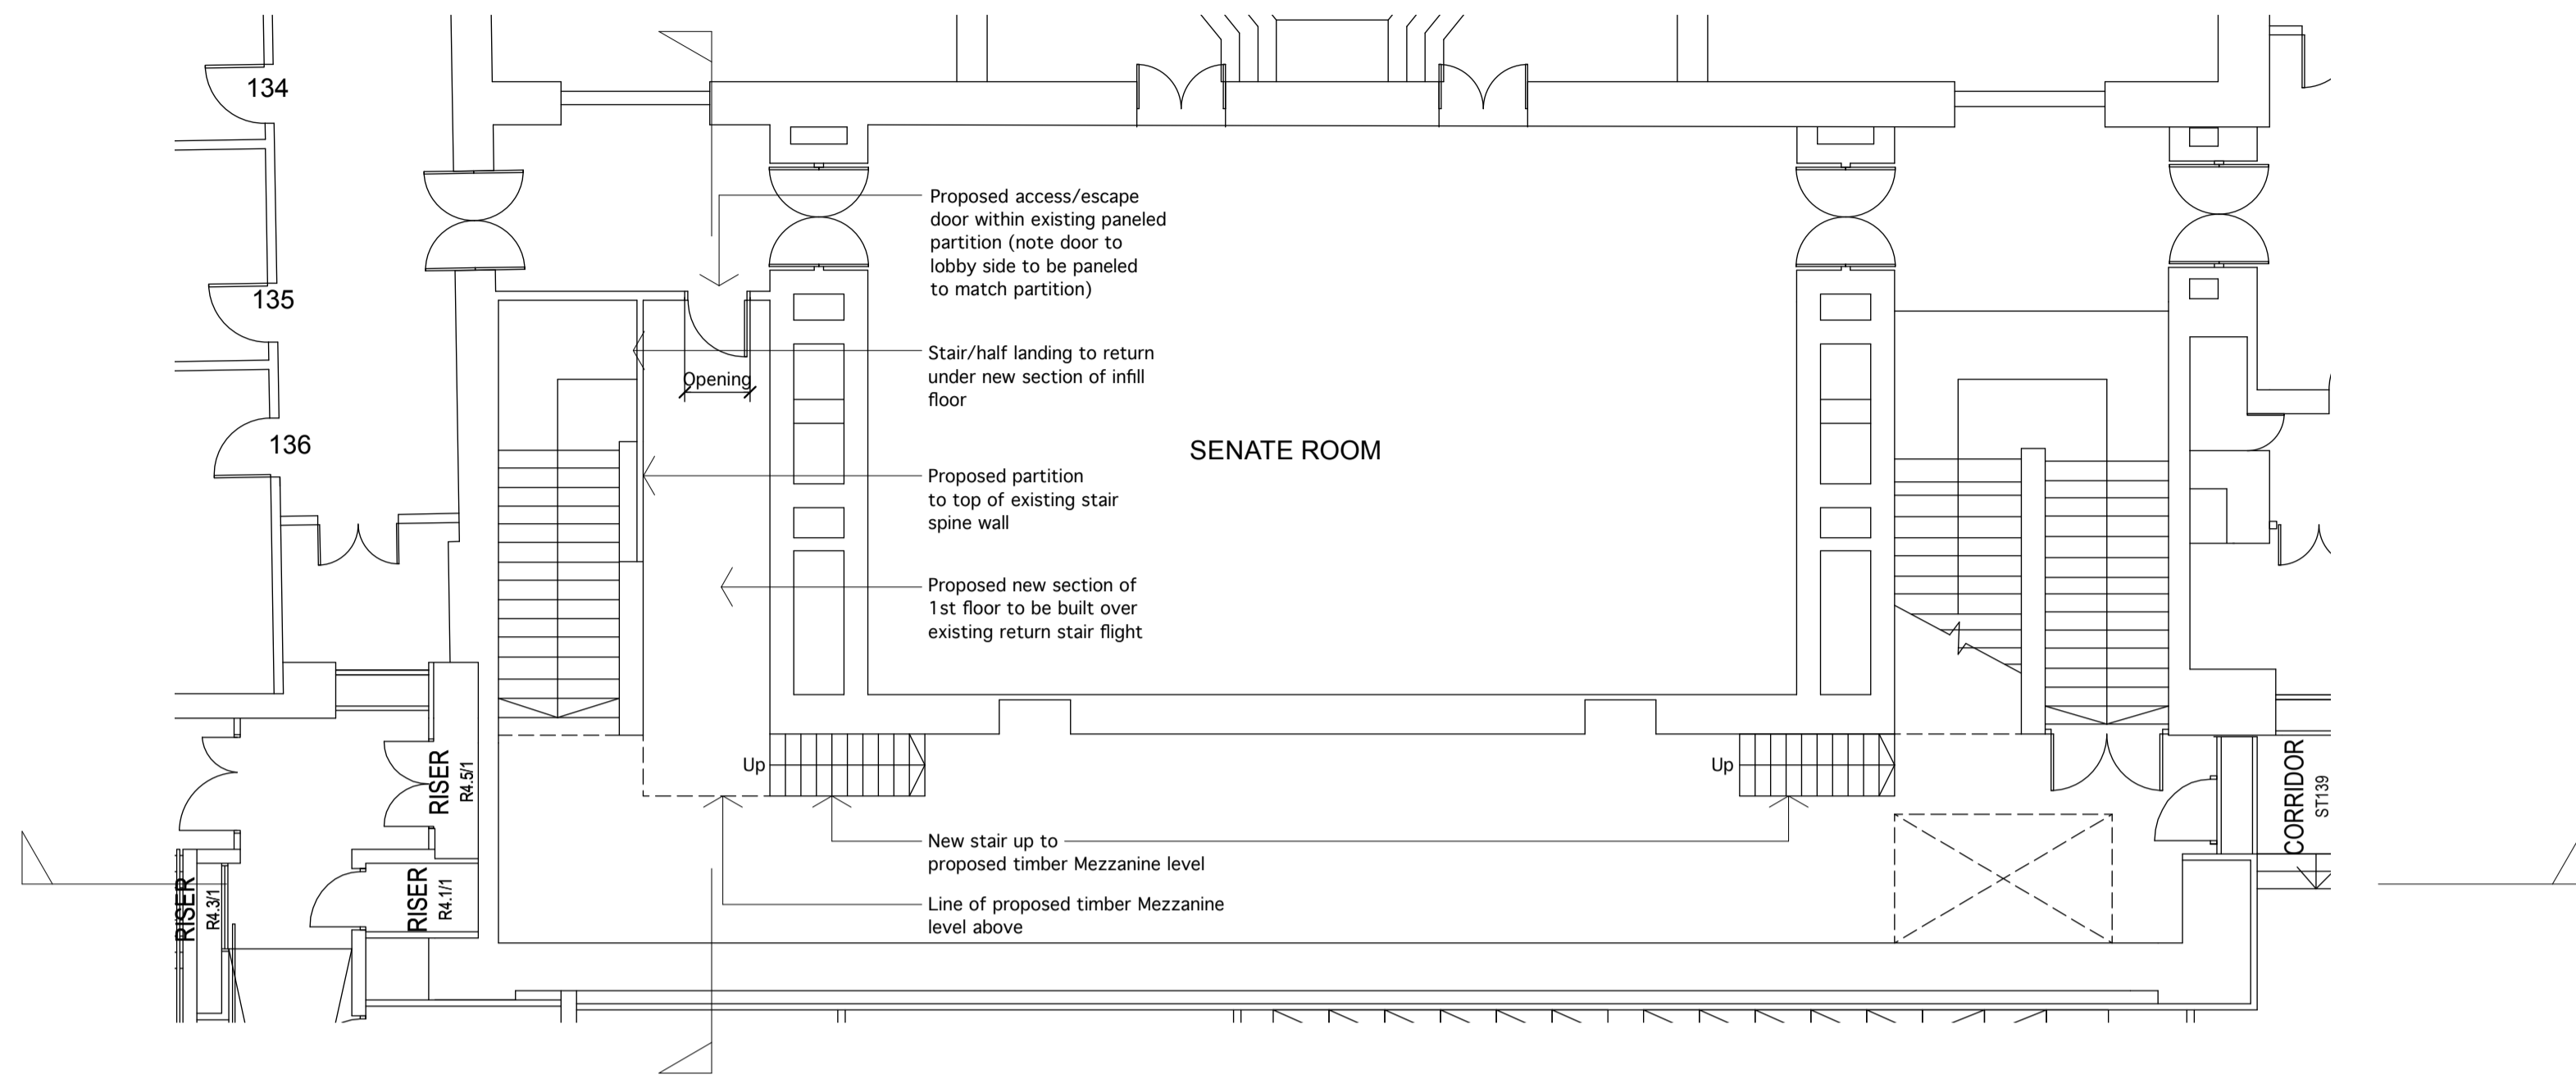 134
135
136
Proposed access/escape
door within existing paneled
partition (note door to
lobby side to be paneled
to match partition)
Stair/half landing to return
under new section of infill
floor
Opening
SENATE ROOM
Proposed partition
to top of existing stair
spine wall
Proposed new section of
1st floor to be built over
existing return stair flight
Up
Up
New stair up to
proposed timber Mezzanine level
Line of proposed timber Mezzanine
level above
RISER
R4.5/1
RISER
R4.1/1
RISER
R4.3/1
CORRIDOR
ST139